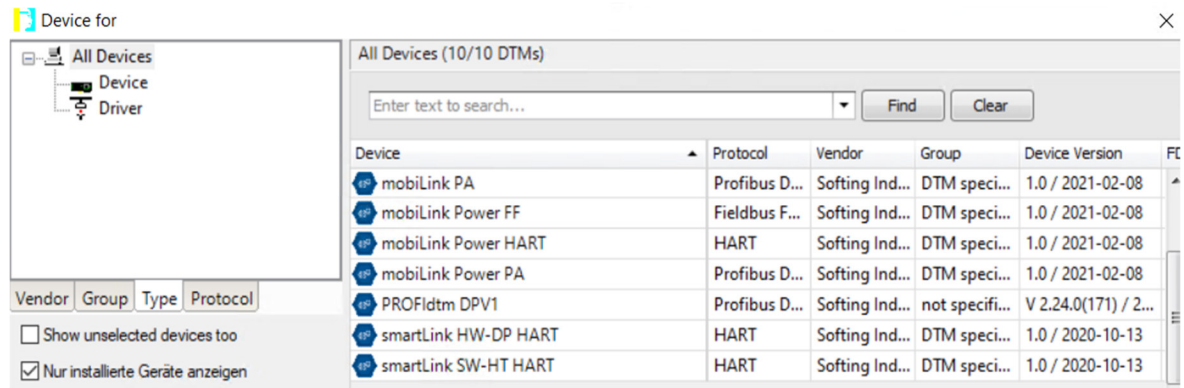 Device for
All Devices
Device
Driver
Vendor Group Type Protocol
Show unselected devices too
Nur installierte Geräte anzeigen
All Devices (10/10 DTMs)
Enter text to search... Find Clear
Device Protocol Vendor Group Device Version FD
mobiLink PA Profibus D... Softing Ind... DTM speci... 1.0 / 2021-02-08
mobiLink Power FF Fieldbus F... Softing Ind... DTM speci... 1.0 / 2021-02-08
mobiLink Power HART HART Softing Ind... DTM speci... 1.0 / 2021-02-08
mobiLink Power PA Profibus D... Softing Ind... DTM speci... 1.0 / 2021-02-08
PROFIdtm DPV1 Profibus D... Softing Ind... not specifi... V 2.24.0(171) / 2...
smartLink HW-DP HART HART Softing Ind... DTM speci... 1.0 / 2020-10-13
smartLink SW-HT HART HART Softing Ind... DTM speci... 1.0 / 2020-10-13